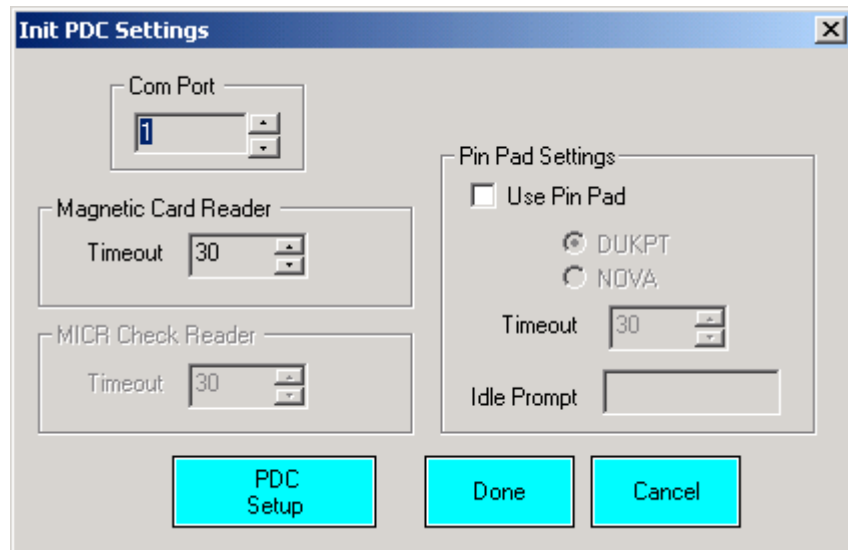 Init PDC Settings
Com Port
1
Magnetic Card Reader
Timeout 30
MICR Check Reader
Timeout 30
Pin Pad Settings
Use Pin Pad
DUKPT
NOVA
Timeout 30
Idle Prompt
PDC
Setup
Done
Cancel